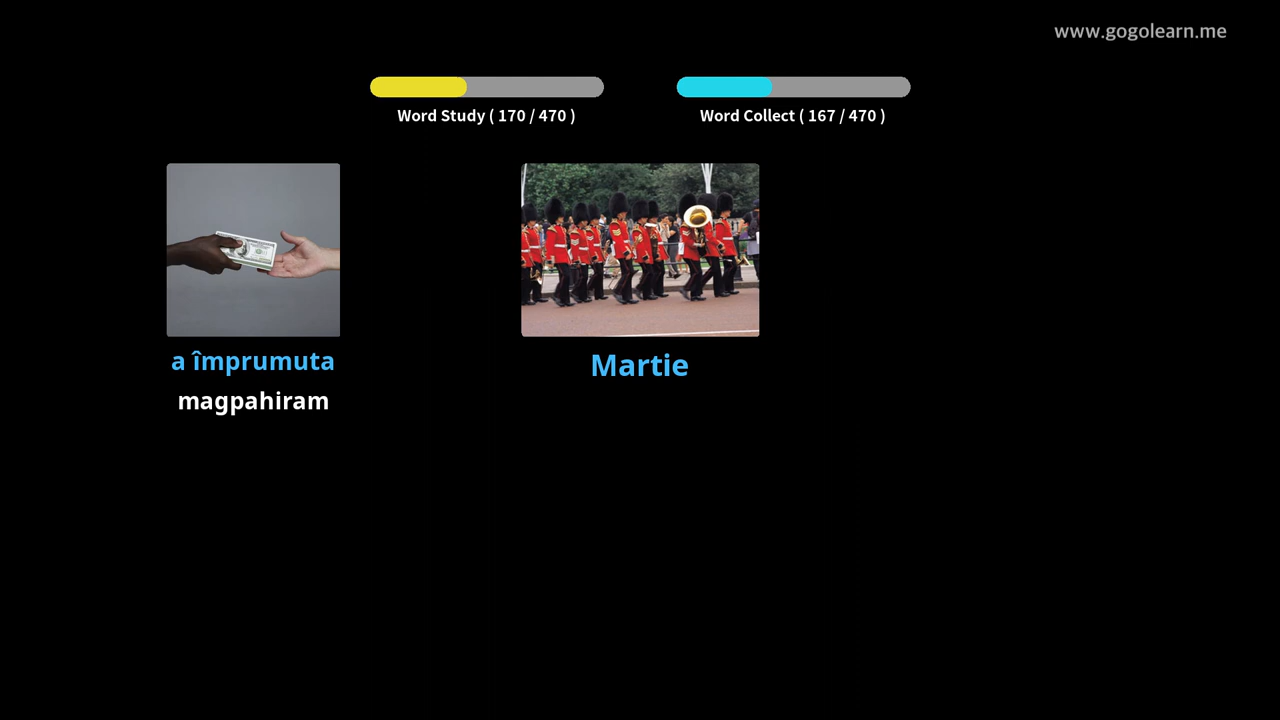 www.gogolearn.me
Word Study ( 170 / 470 )
Word Collect ( 167 / 470 )
a împrumuta
magpahiram
Martie